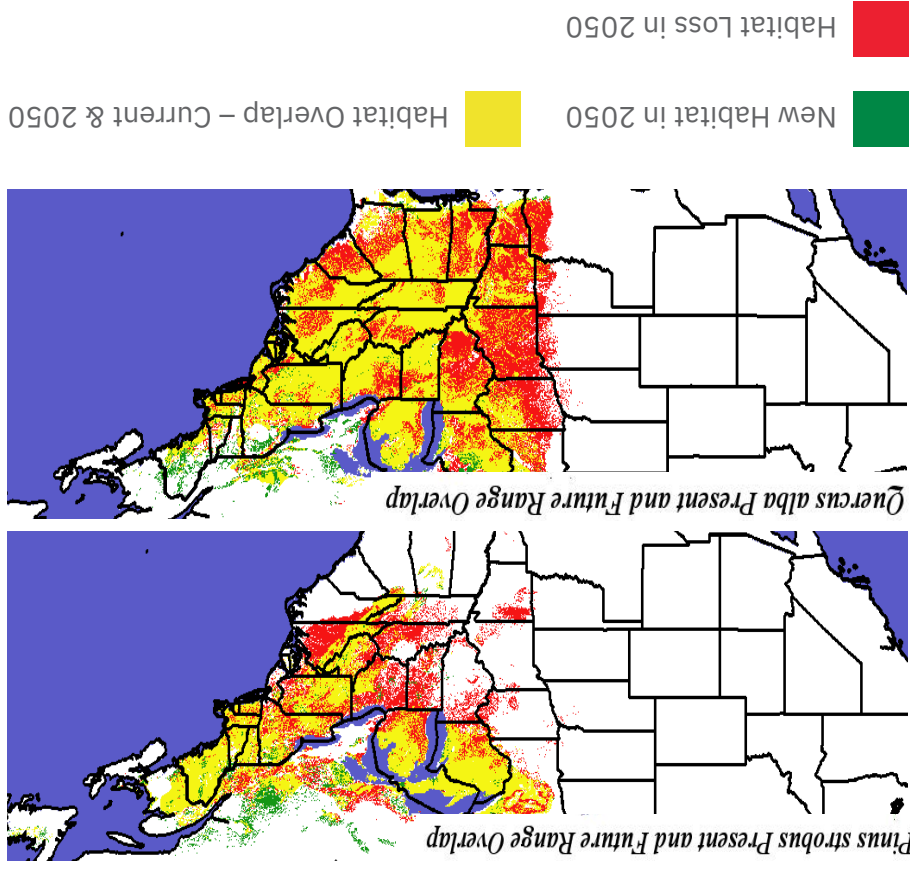 Pinus strobus Present and Future Range Overlap
Quercus alba Present and Future Range Overlap
New Habitat in 2050
Habitat Overlap – Current & 2050
Habitat Loss in 2050